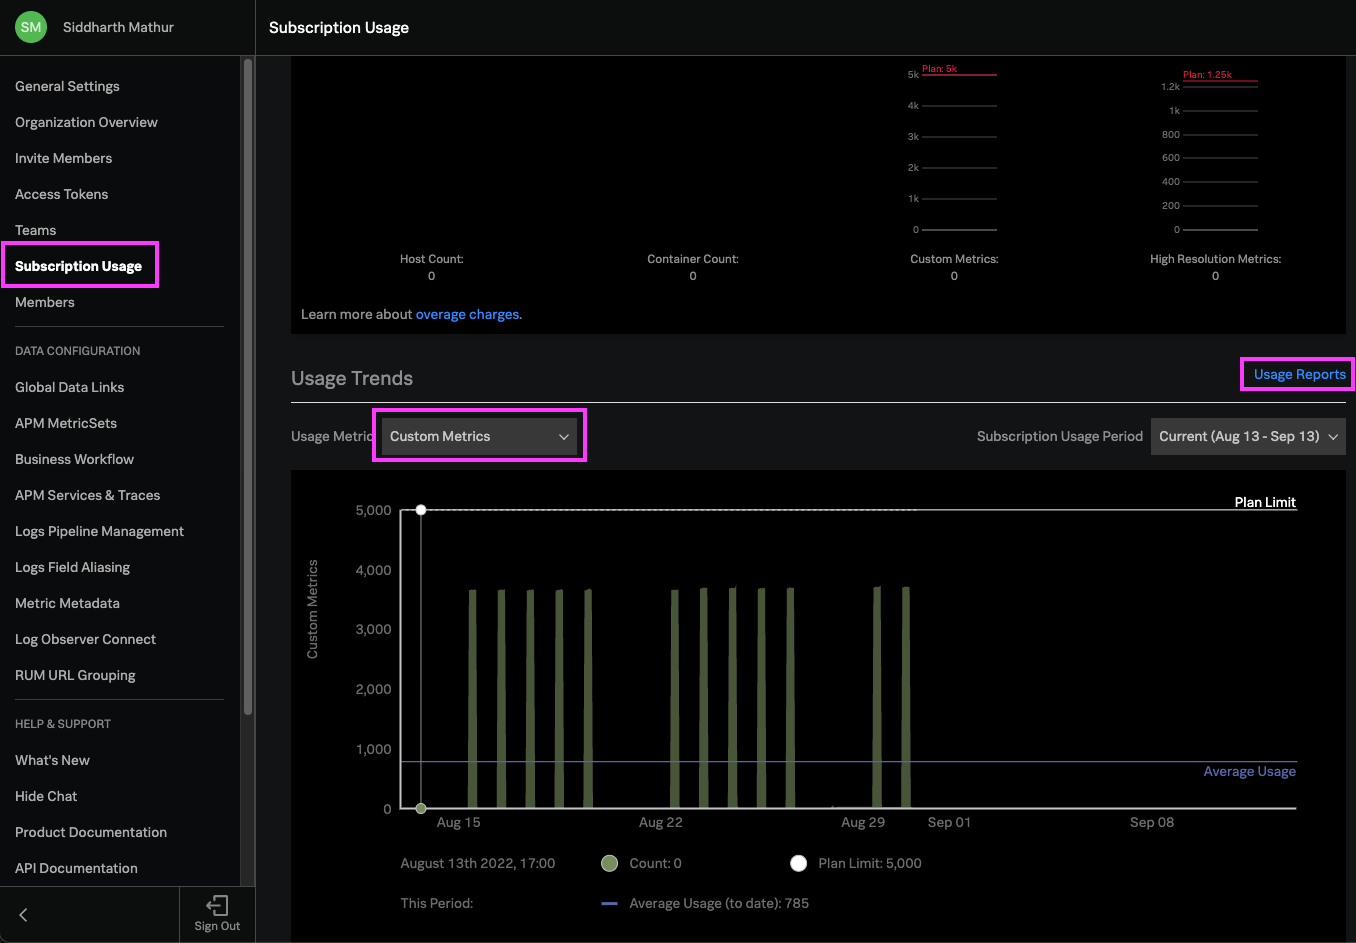 SM
Siddharth Mathur
Subscription Usage
General Settings
Organization Overview
Invite Members
Access Tokens
Teams
Subscription Usage
Members
DATA CONFIGURATION
Global Data Links
APM MetricSets
Business Workflow
APM Services & Traces
Logs Pipeline Management
Logs Field Aliasing
Metric Metadata
Log Observer Connect
RUM URL Grouping
HELP & SUPPORT
What's New
Hide Chat
Product Documentation
API Documentation
Sign Out
Plan: 5k
5k
4k
3k
2k
1k
0
Plan: 1.25k
1.2k
1k
800
600
400
200
0
Host Count:
0
Container Count:
0
Custom Metrics:
0
High Resolution Metrics:
0
Learn more about overage charges.
Usage Trends
Usage Reports
Usage Metric
Custom Metrics
Subscription Usage Period
Current (Aug 13 - Sep 13)
Plan Limit
Custom Metrics
5,000
4,000
3,000
2,000
1,000
0
Average Usage
Aug 15
Aug 22
Aug 29
Sep 01
Sep 08
August 13th 2022, 17:00
Count: 0
Plan Limit: 5,000
This Period:
Average Usage (to date): 785